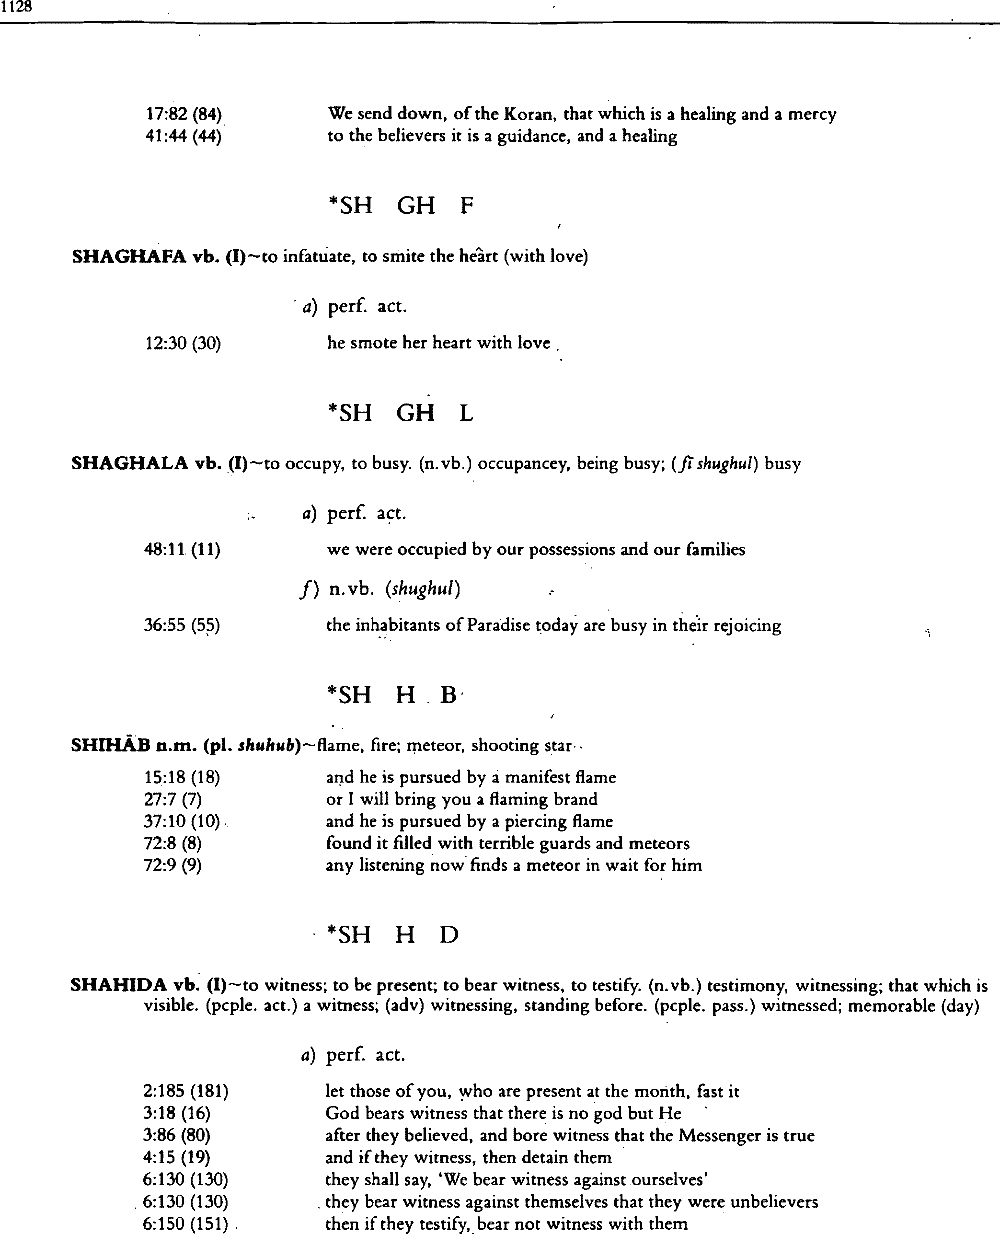 1128
17:82 (84) We send down, of the Koran, that which is a healing and a mercy
41:44 (44) to the believers it is a guidance, and a healing
*SH GH F
SHAGHAFA vb. (I)~to infatuate, to smite the heart (with love)
a) perf. act.
12:30 (30) he smote her heart with love
*SH GH L
SHAGHALA vb. (I)~to occupy, to busy. (n.vb.) occupancey, being busy; (fī shughul) busy
a) perf. act.
48:11 (11) we were occupied by our possessions and our families
f) n.vb. (shughul)
36:55 (55) the inhabitants of Paradise today are busy in their rejoicing
*SH H B
SHIHĀB n.m. (pl. shuhub)~flame, fire; meteor, shooting star
15:18 (18) and he is pursued by a manifest flame
27:7 (7) or I will bring you a flaming brand
37:10 (10) and he is pursued by a piercing flame
72:8 (8) found it filled with terrible guards and meteors
72:9 (9) any listening now finds a meteor in wait for him
*SH H D
SHAHIDA vb. (I)~to witness; to be present; to bear witness, to testify. (n.vb.) testimony, witnessing; that which is
visible. (pcple. act.) a witness; (adv) witnessing, standing before. (pcple. pass.) witnessed; memorable (day)
a) perf. act.
2:185 (181) let those of you, who are present at the month, fast it
3:18 (16) God bears witness that there is no god but He
3:86 (80) after they believed, and bore witness that the Messenger is true
4:15 (19) and if they witness, then detain them
6:130 (130) they shall say, 'We bear witness against ourselves'
6:130 (130) they bear witness against themselves that they were unbelievers
6:150 (151) then if they testify, bear not witness with them